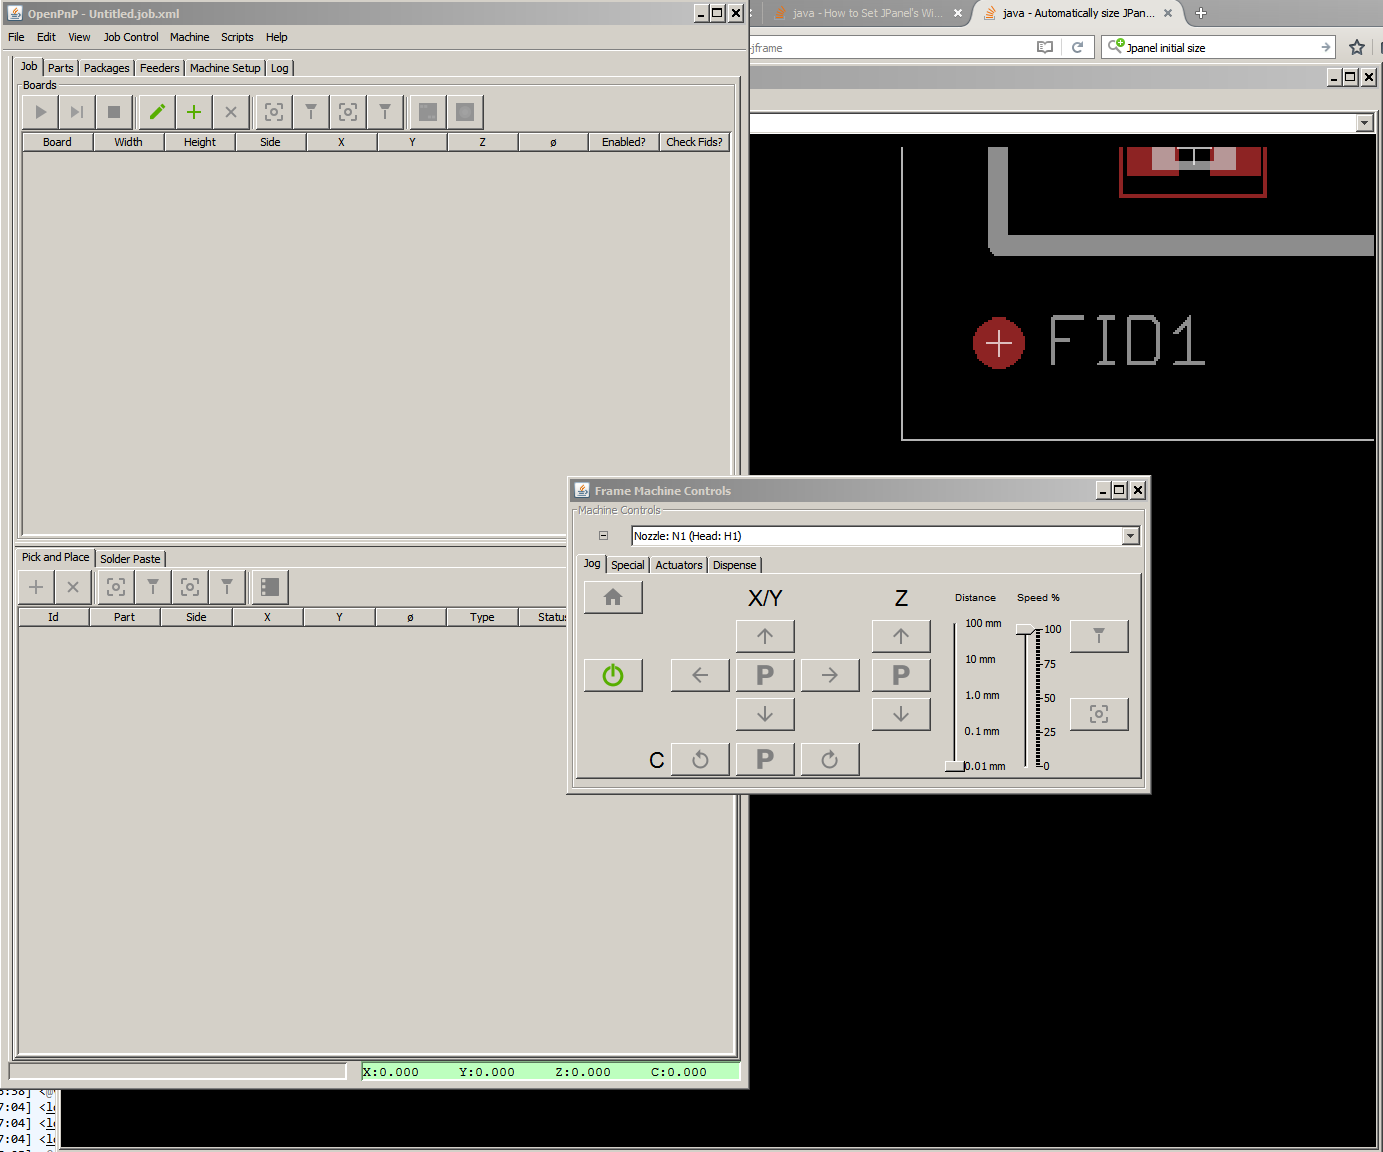 OpenPnP - Untitled.job.xml
java - How to Set JPanel's Wi...
java - Automatically size JPan...
File Edit View Job Control Machine Scripts Help
-jframe
Jpanel initial size
Job Parts Packages Feeders Machine Setup Log
Boards
Board Width Height Side X Y Z ø Enabled? Check Fids?
FID1
Frame Machine Controls
Machine Controls
Nozzle: N1 (Head: H1)
Jog Special Actuators Dispense
X/Y Z Distance Speed %
100 mm 100
10 mm 75
1.0 mm 50
0.1 mm 25
0.01 mm 0
P P
C P
Pick and Place Solder Paste
Id Part Side X Y ø Type Status
X:0.000 Y:0.000 Z:0.000 C:0.000
7:04] <l
7:04] <l
7:04] <l